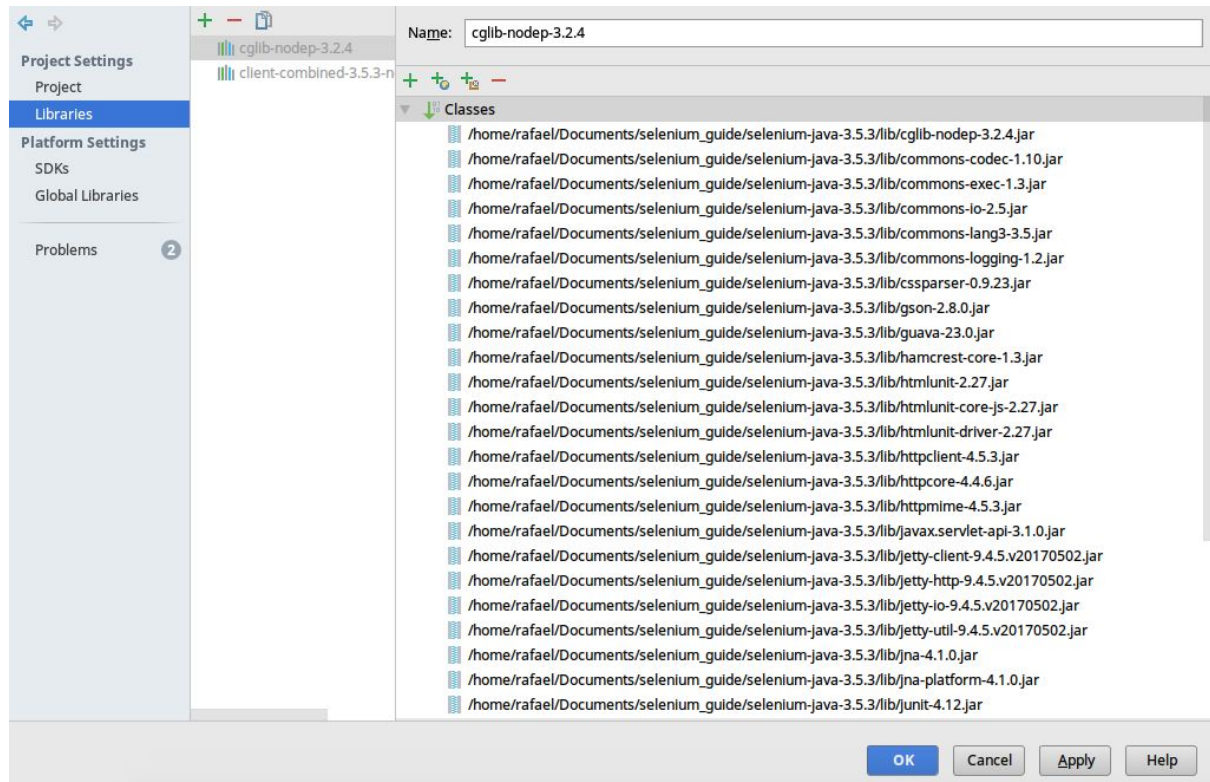 Project Settings
Project
Libraries
Platform Settings
SDKs
Global Libraries
Problems 2
cglib-nodep-3.2.4
client-combined-3.5.3-n
Name: cglib-nodep-3.2.4
Classes
/home/rafael/Documents/selenium_guide/selenium-java-3.5.3/lib/cglib-nodep-3.2.4.jar
/home/rafael/Documents/selenium_guide/selenium-java-3.5.3/lib/commons-codec-1.10.jar
/home/rafael/Documents/selenium_guide/selenium-java-3.5.3/lib/commons-exec-1.3.jar
/home/rafael/Documents/selenium_guide/selenium-java-3.5.3/lib/commons-io-2.5.jar
/home/rafael/Documents/selenium_guide/selenium-java-3.5.3/lib/commons-lang3-3.5.jar
/home/rafael/Documents/selenium_guide/selenium-java-3.5.3/lib/commons-logging-1.2.jar
/home/rafael/Documents/selenium_guide/selenium-java-3.5.3/lib/cssparser-0.9.23.jar
/home/rafael/Documents/selenium_guide/selenium-java-3.5.3/lib/gson-2.8.0.jar
/home/rafael/Documents/selenium_guide/selenium-java-3.5.3/lib/guava-23.0.jar
/home/rafael/Documents/selenium_guide/selenium-java-3.5.3/lib/hamcrest-core-1.3.jar
/home/rafael/Documents/selenium_guide/selenium-java-3.5.3/lib/htmlunit-2.27.jar
/home/rafael/Documents/selenium_guide/selenium-java-3.5.3/lib/htmlunit-core-js-2.27.jar
/home/rafael/Documents/selenium_guide/selenium-java-3.5.3/lib/htmlunit-driver-2.27.jar
/home/rafael/Documents/selenium_guide/selenium-java-3.5.3/lib/httpclient-4.5.3.jar
/home/rafael/Documents/selenium_guide/selenium-java-3.5.3/lib/httpcore-4.4.6.jar
/home/rafael/Documents/selenium_guide/selenium-java-3.5.3/lib/httpmime-4.5.3.jar
/home/rafael/Documents/selenium_guide/selenium-java-3.5.3/lib/javax.servlet-api-3.1.0.jar
/home/rafael/Documents/selenium_guide/selenium-java-3.5.3/lib/jetty-client-9.4.5.v20170502.jar
/home/rafael/Documents/selenium_guide/selenium-java-3.5.3/lib/jetty-http-9.4.5.v20170502.jar
/home/rafael/Documents/selenium_guide/selenium-java-3.5.3/lib/jetty-io-9.4.5.v20170502.jar
/home/rafael/Documents/selenium_guide/selenium-java-3.5.3/lib/jetty-util-9.4.5.v20170502.jar
/home/rafael/Documents/selenium_guide/selenium-java-3.5.3/lib/jna-4.1.0.jar
/home/rafael/Documents/selenium_guide/selenium-java-3.5.3/lib/jna-platform-4.1.0.jar
/home/rafael/Documents/selenium_guide/selenium-java-3.5.3/lib/junit-4.12.jar
OK Cancel Apply Help